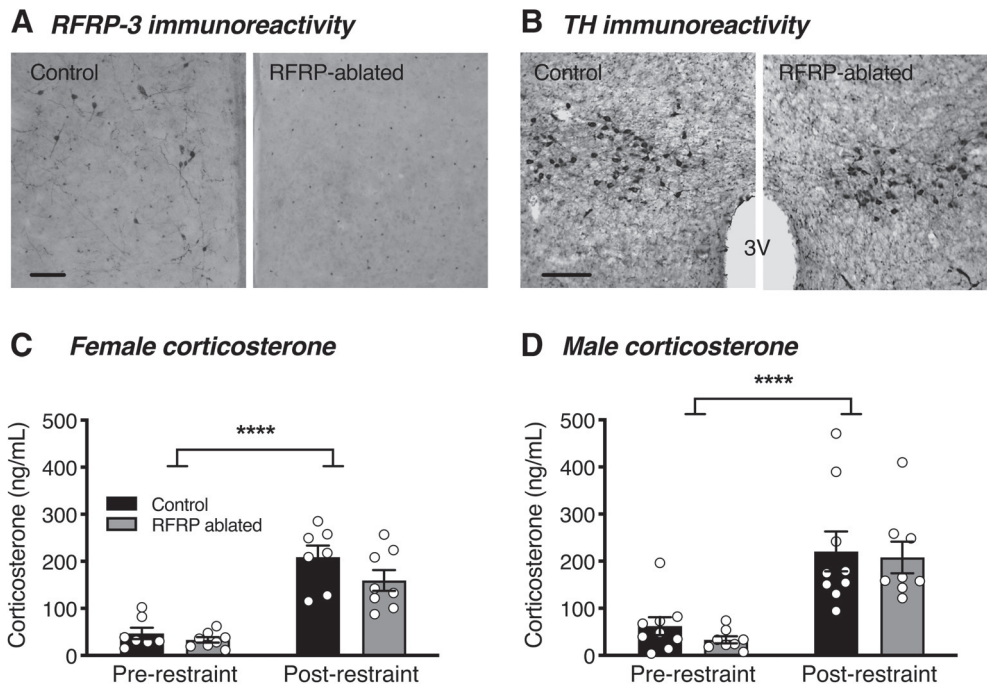 A RFRP-3 immunoreactivity
Control
RFRP-ablated
B TH immunoreactivity
Control
RFRP-ablated
3V
C Female corticosterone
Corticosterone (ng/mL)
500
400
300
200
100
0
****
Control
RFRP ablated
Pre-restraint
Post-restraint
D Male corticosterone
Corticosterone (ng/mL)
500
400
300
200
100
0
****
Pre-restraint
Post-restraint